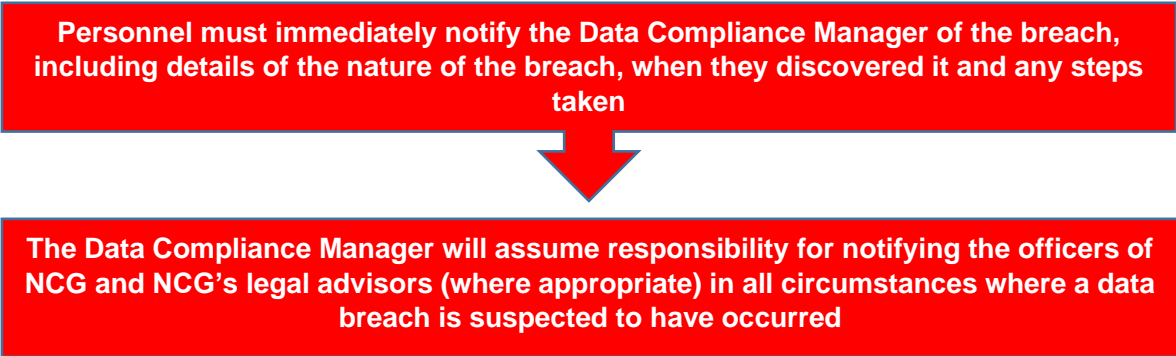 Personnel must immediately notify the Data Compliance Manager of the breach,
including details of the nature of the breach, when they discovered it and any steps
taken
The Data Compliance Manager will assume responsibility for notifying the officers of
NCG and NCG’s legal advisors (where appropriate) in all circumstances where a data
breach is suspected to have occurred